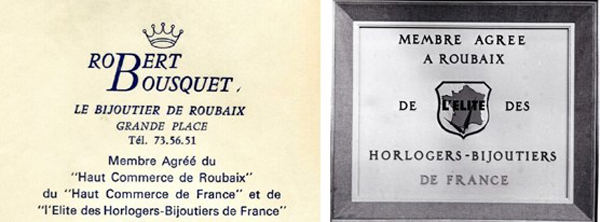 ROBERT
BOUSQUET
LE BIJOUTIER DE ROUBAIX
GRANDE PLACE
Tél. 73.56.51
Membre Agréé du
"Haut Commerce de Roubaix"
du "Haut Commerce de France" et de
"l'Elite des Horlogers-Bijoutiers de France"
MEMBRE AGREE
A ROUBAIX
DE L'ELITE DES
HORLOGERS-BIJOUTIERS
DE FRANCE